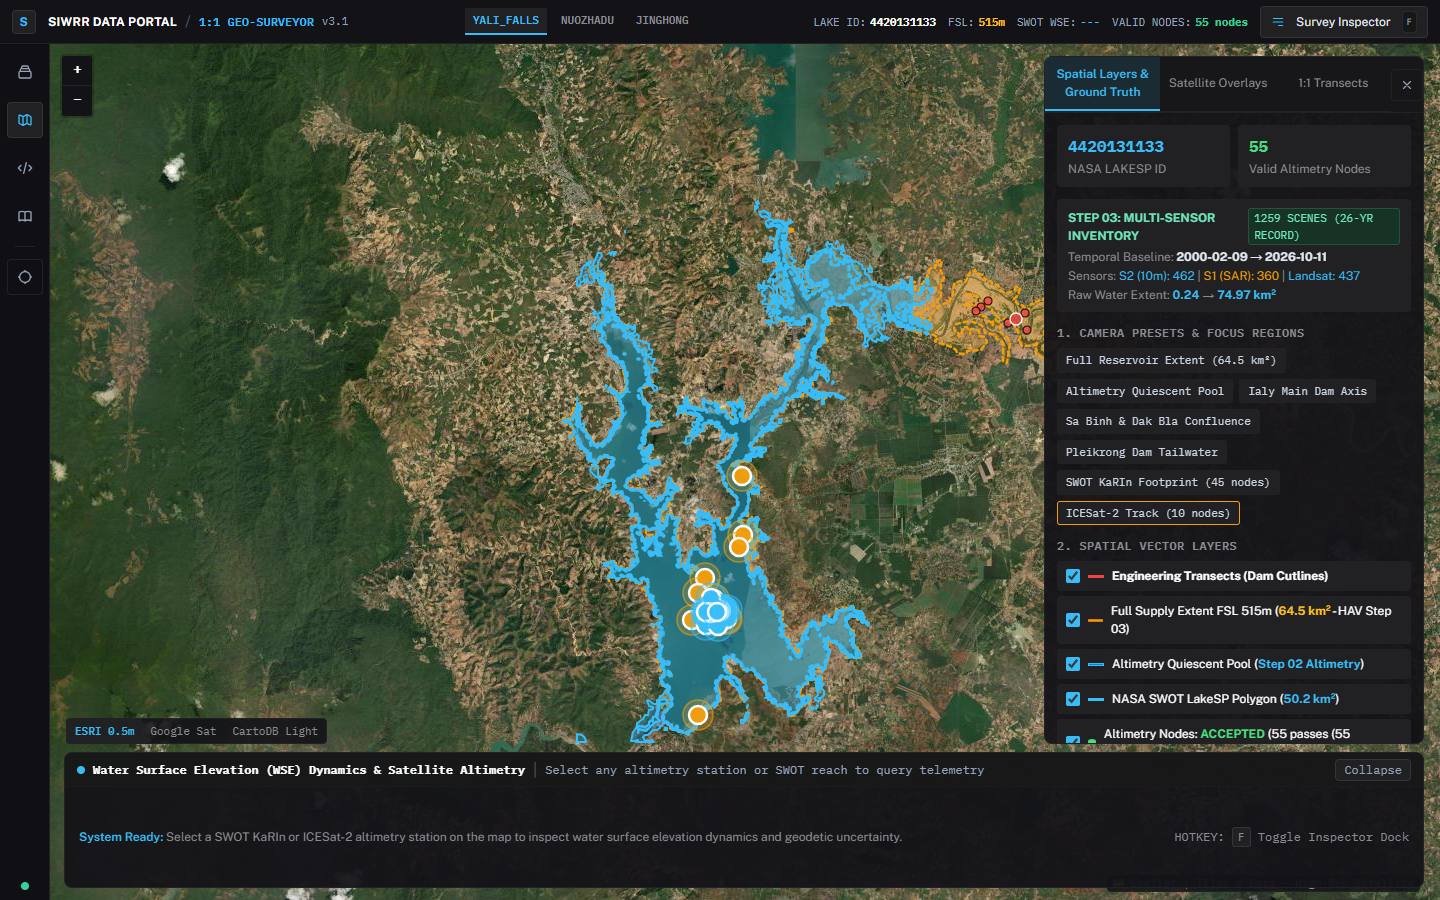 S SIWRR DATA PORTAL / 1:1 GEO-SURVEYOR v3.1
YALI_FALLS NUOZHADU JINGHONG
LAKE ID: 4420131133 FSL: 515m SWOT WSE: --- VALID NODES: 55 nodes
Survey Inspector F
+
−
Spatial Layers & Ground Truth
Satellite Overlays
1:1 Transects
×
4420131133
NASA LAKESP ID
55
Valid Altimetry Nodes
STEP 03: MULTI-SENSOR INVENTORY
1259 SCENES (26-YR RECORD)
Temporal Baseline: 2000-02-09 → 2026-10-11
Sensors: S2 (10m): 462 | S1 (SAR): 360 | Landsat: 437
Raw Water Extent: 0.24 → 74.97 km²
1. CAMERA PRESETS & FOCUS REGIONS
Full Reservoir Extent (64.5 km²)
Altimetry Quiescent Pool
Ialy Main Dam Axis
Sa Binh & Dak Bla Confluence
Pleikrong Dam Tailwater
SWOT KaRIn Footprint (45 nodes)
ICESat-2 Track (10 nodes)
2. SPATIAL VECTOR LAYERS
Engineering Transects (Dam Cutlines)
Full Supply Extent FSL 515m (64.5 km² - HAV Step 03)
Altimetry Quiescent Pool (Step 02 Altimetry)
NASA SWOT LakeSP Polygon (50.2 km²)
Altimetry Nodes: ACCEPTED (55 passes (55
ESRI 0.5m Google Sat CartoDB Light
Water Surface Elevation (WSE) Dynamics & Satellite Altimetry | Select any altimetry station or SWOT reach to query telemetry
Collapse
System Ready: Select a SWOT KaRIn or ICESat-2 altimetry station on the map to inspect water surface elevation dynamics and geodetic uncertainty.
HOTKEY: F Toggle Inspector Dock